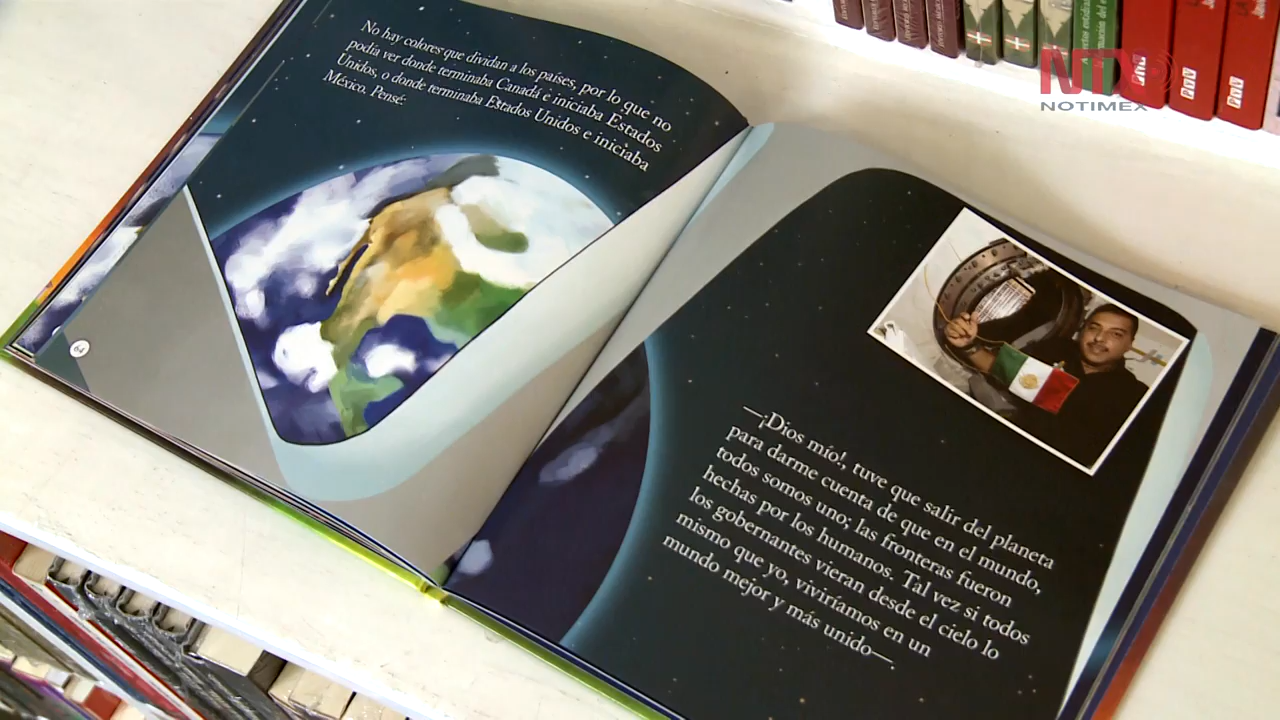 No hay colores que dividan a los países, por lo que no
podía ver donde terminaba Canadá e iniciaba Estados
Unidos, o donde terminaba Estados Unidos e iniciaba
México. Pensé:
—¡Dios mío!, tuve que salir del planeta
para darme cuenta de que en el mundo,
todos somos uno; las fronteras fueron
hechas por los humanos. Tal vez si todos
los gobernantes vieran desde el cielo lo
mismo que yo, viviríamos en un
mundo mejor y más unido—.
NOTIMEX